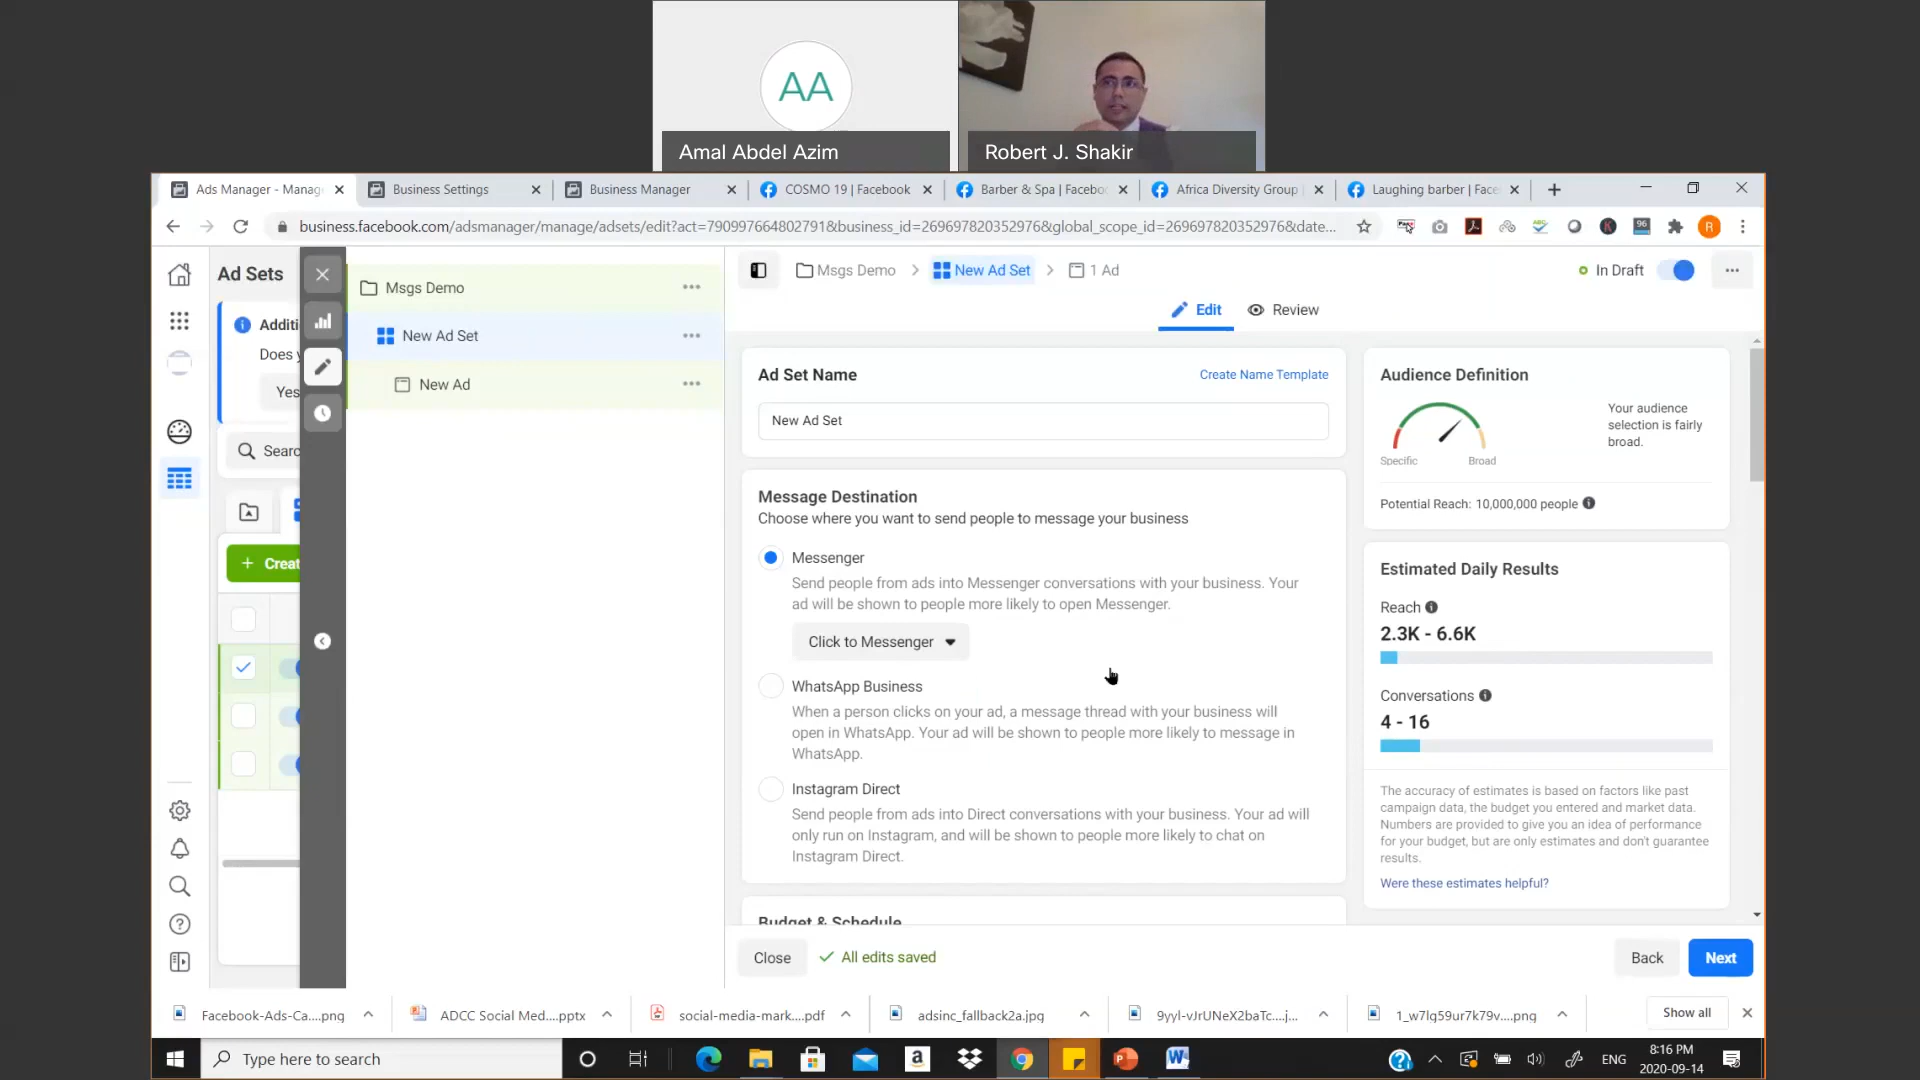 AA
Amal Abdel Azim
Robert J. Shakir
Ads Manager - Manag
Business Settings
Business Manager
COSMO 19 | Facebook
Barber & Spa | Facebo
Africa Diversity Group
Laughing barber | Face
business.facebook.com/adsmanager/manage/adsets/edit?act=790997664802791&business_id=269697820352976&global_scope_id=269697820352976&date...
96
R
Ad Sets
Additi
Does y
Yes
Searc
Creat
Msgs Demo
New Ad Set
New Ad
Msgs Demo
New Ad Set
1 Ad
In Draft
Edit
Review
Ad Set Name
Create Name Template
New Ad Set
Message Destination
Choose where you want to send people to message your business
Messenger
Send people from ads into Messenger conversations with your business. Your
ad will be shown to people more likely to open Messenger.
Click to Messenger
WhatsApp Business
When a person clicks on your ad, a message thread with your business will
open in WhatsApp. Your ad will be shown to people more likely to message in
WhatsApp.
Instagram Direct
Send people from ads into Direct conversations with your business. Your ad will
only run on Instagram, and will be shown to people more likely to chat on
Instagram Direct.
Budget & Schedule
Audience Definition
Your audience
selection is fairly
broad.
Specific
Broad
Potential Reach: 10,000,000 people
Estimated Daily Results
Reach
2.3K - 6.6K
Conversations
4 - 16
The accuracy of estimates is based on factors like past
campaign data, the budget you entered and market data.
Numbers are provided to give you an idea of performance
for your budget, but are only estimates and don't guarantee
results.
Were these estimates helpful?
Close
All edits saved
Back
Next
Facebook-Ads-Ca....png
ADCC Social Med....pptx
social-media-mark....pdf
adsinc_fallback2a.jpg
9yyl-vJrUNeX2baTc....j...
1_w7lg59ur7k79v....png
Show all
Type here to search
ENG
8:16 PM
2020-09-14